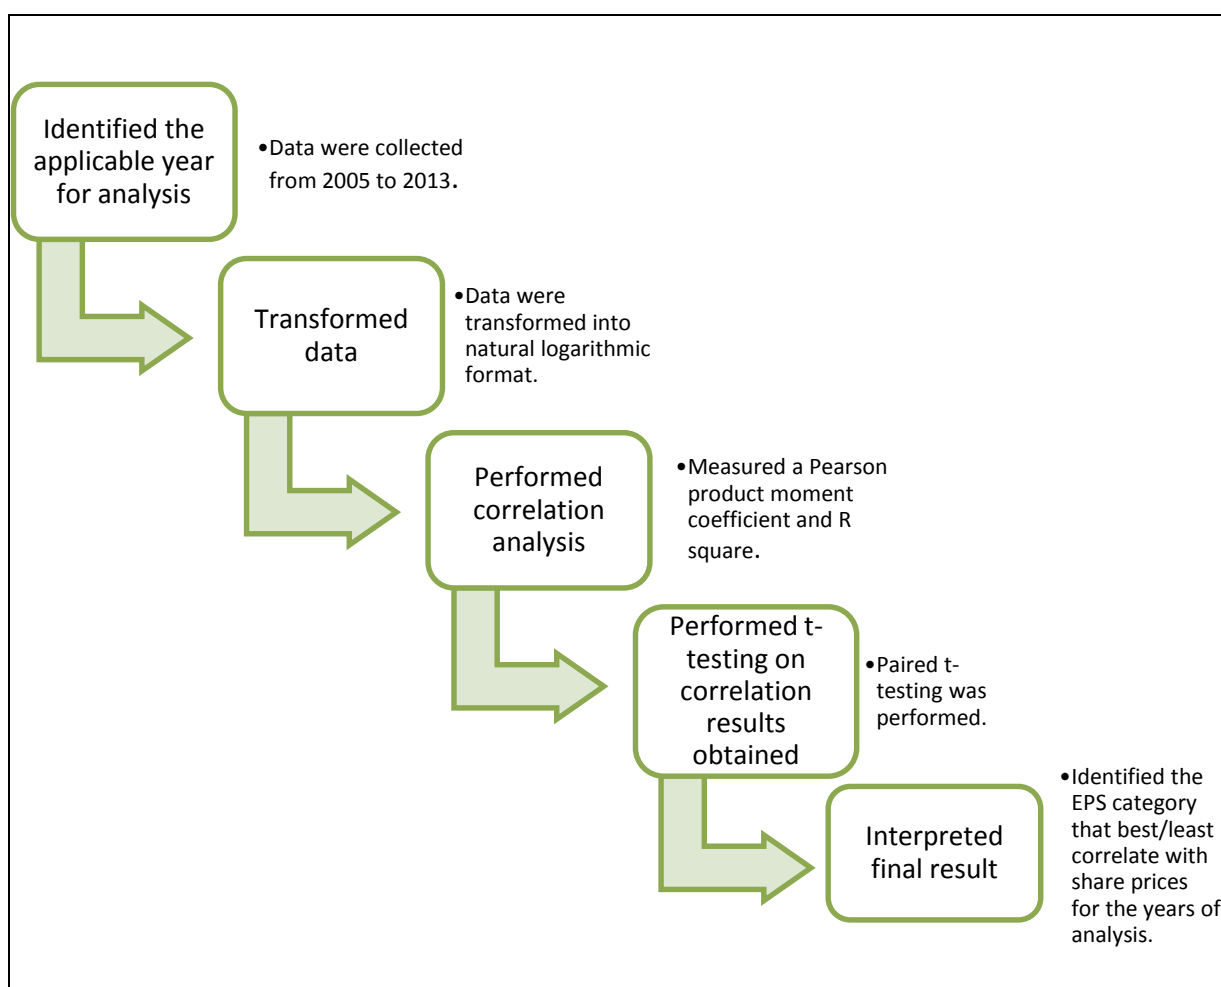 Identified the
applicable year
for analysis
•Data were collected
from 2005 to 2013.
Transformed
data
•Data were
transformed into
natural logarithmic
format.
Performed
correlation
analysis
•Measured a Pearson
product moment
coefficient and R
square.
Performed t-
testing on
correlation
results
obtained
•Paired t-
testing was
performed.
Interpreted
final result
•Identified the
EPS category
that best/least
correlate with
share prices
for the years of
analysis.